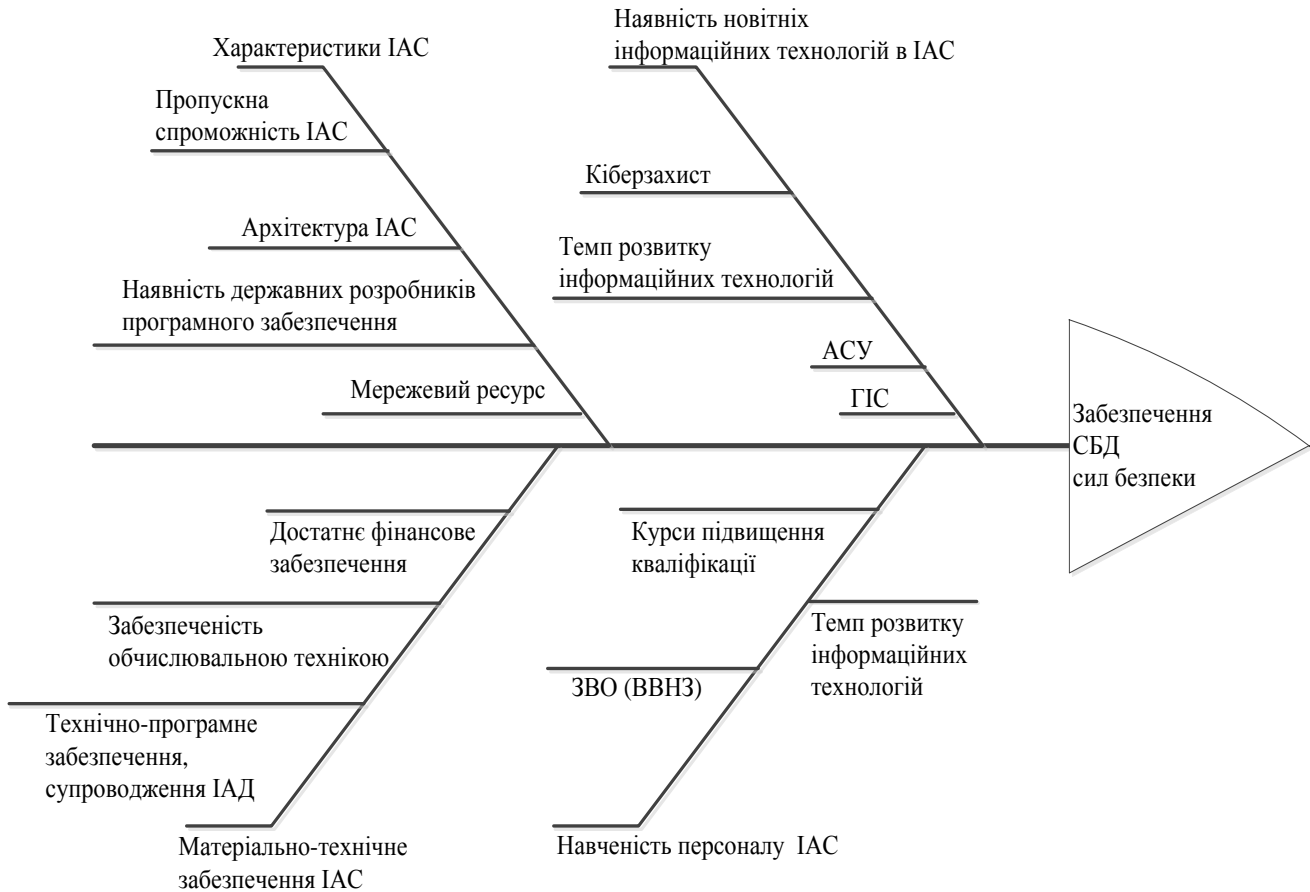 Характеристики ІАС
Пропускна
спроможність ІАС
Архітектура ІАС
Наявність державних розробників
програмного забезпечення
Мережевий ресурс
Наявність новітніх
інформаційних технологій в ІАС
Кіберзахист
Темп розвитку
інформаційних технологій
АСУ
ГІС
Забезпечення
СБД
сил безпеки
Достатнє фінансове
забезпечення
Забезпеченість
обчислювальною технікою
Технічно-програмне
забезпечення,
супроводження ІАД
Матеріально-технічне
забезпечення ІАС
Курси підвищення
кваліфікації
Темп розвитку
інформаційних
технологій
ЗВО (ВВНЗ)
Навченість персоналу ІАС